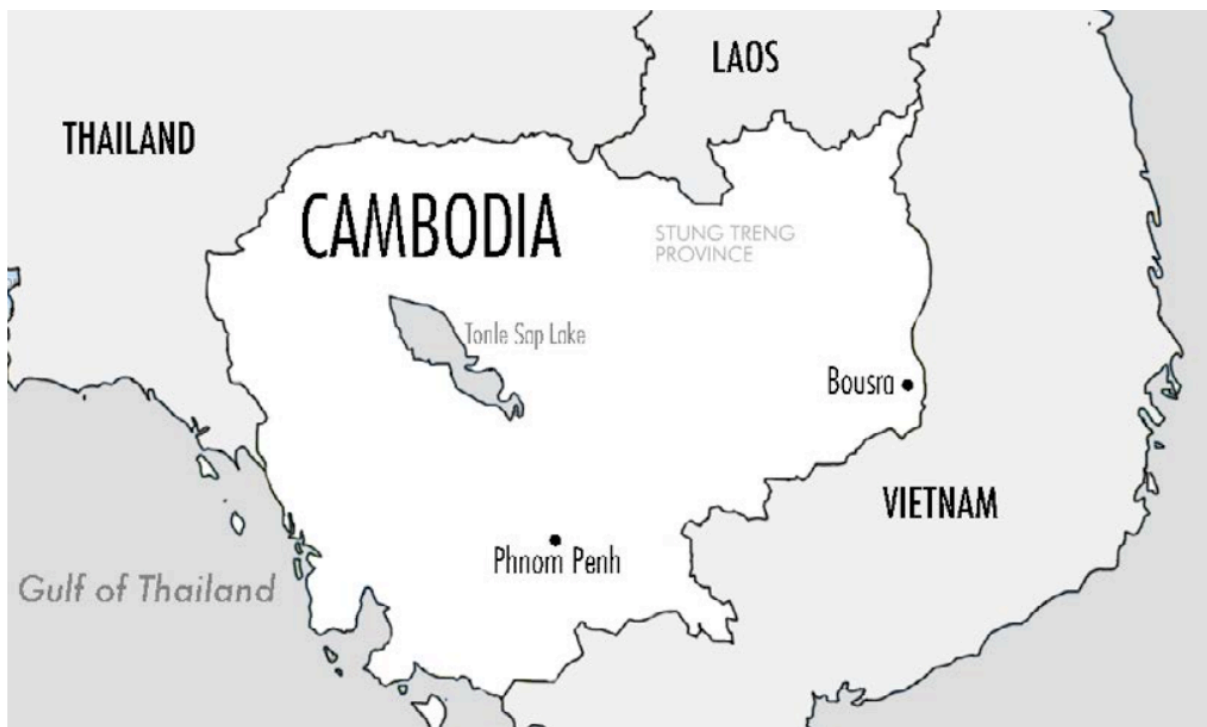 LAOS
THAILAND
CAMBODIA
STUNG TRENG
PROVINCE
Tonle Sap Lake
Bousra
VIETNAM
Phnom Penh
Gulf of Thailand